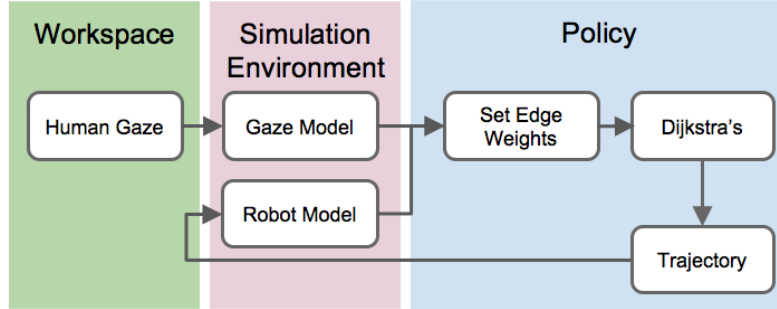 Workspace
Simulation
Environment
Policy
Human Gaze
Gaze Model
Set Edge
Weights
Dijkstra's
Robot Model
Trajectory